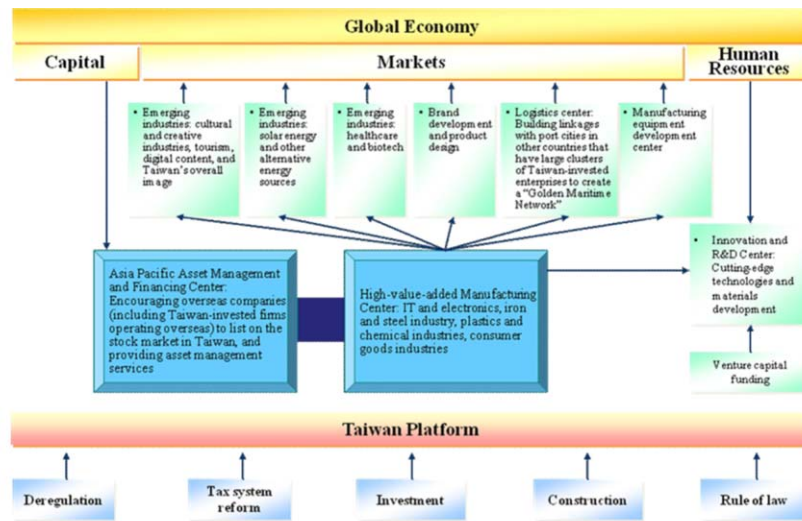 Global Economy
Capital
Markets
Human
Resources
• Emerging
industries: cultural
and creative
industries, tourism,
digital content, and
Taiwan's overall
image
• Emerging
industries:
solar energy
and other
alternative
energy
sources
• Emerging
industries:
healthcare
and biotech
• Brand
development
and product
design
• Logistics center:
Building linkages
with port cities in
other countries that
have large clusters
of Taiwan-invested
enterprises to create
a "Golden Maritime
Network"
• Manufacturing
equipment
development
center
• Innovation and
R&D Center:
Cutting-edge
technologies and
materials
development
Asia Pacific Asset Management
and Financing Center:
Encouraging overseas companies
(including Taiwan-invested firms
operating overseas) to list on the
stock market in Taiwan, and
providing asset management
services
High-value-added Manufacturing
Center: IT and electronics, iron
and steel industry, plastics and
chemical industries, consumer
goods industries
Venture capital
funding
Taiwan Platform
Deregulation
Tax system
reform
Investment
Construction
Rule of law